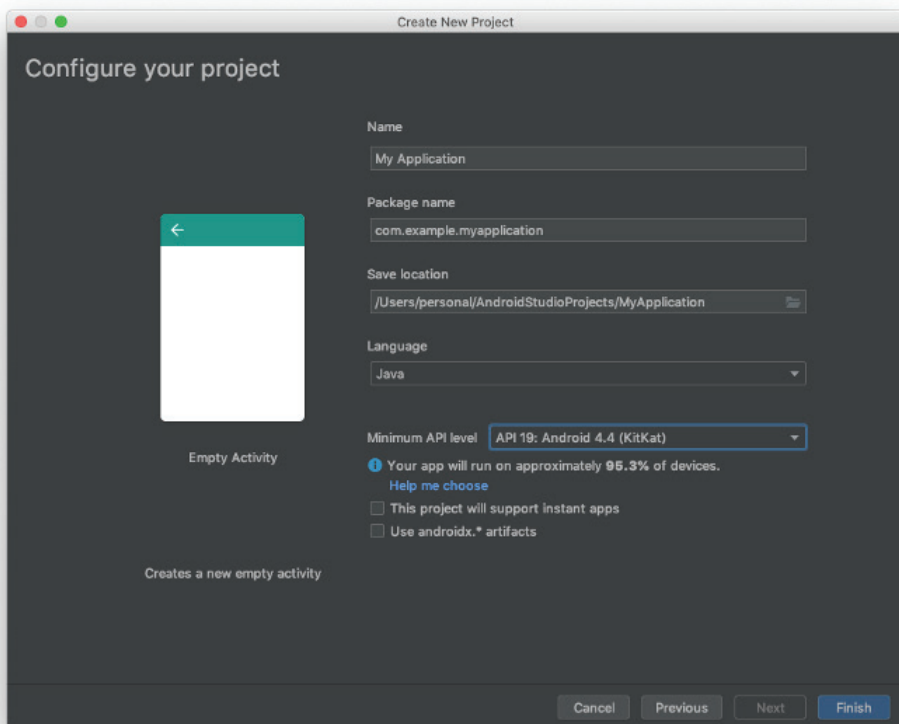 Create New Project
Configure your project
Name
My Application
Package name
com.example.myapplication
Save location
/Users/personal/AndroidStudioProjects/MyApplication
Language
Java
Minimum API level API 19: Android 4.4 (KitKat)
Your app will run on approximately 95.3% of devices.
Help me choose
This project will support instant apps
Use androidx.* artifacts
Empty Activity
Creates a new empty activity
Cancel Previous Next Finish